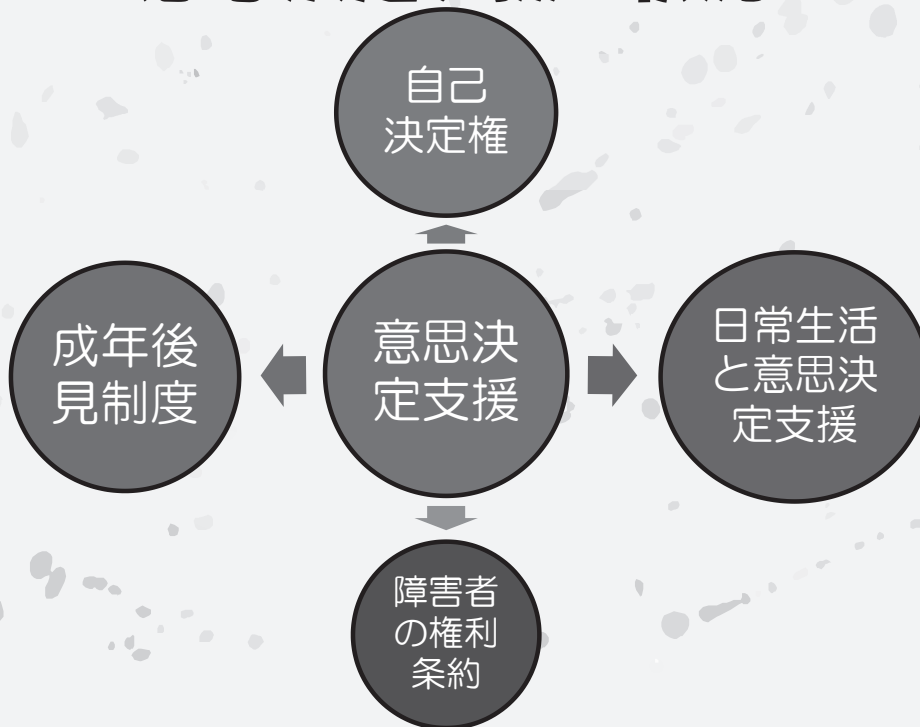 自己
決定権
成年後
見制度
意思決
定支援
日常生活
と意思決
定支援
障害者
の権利
条約